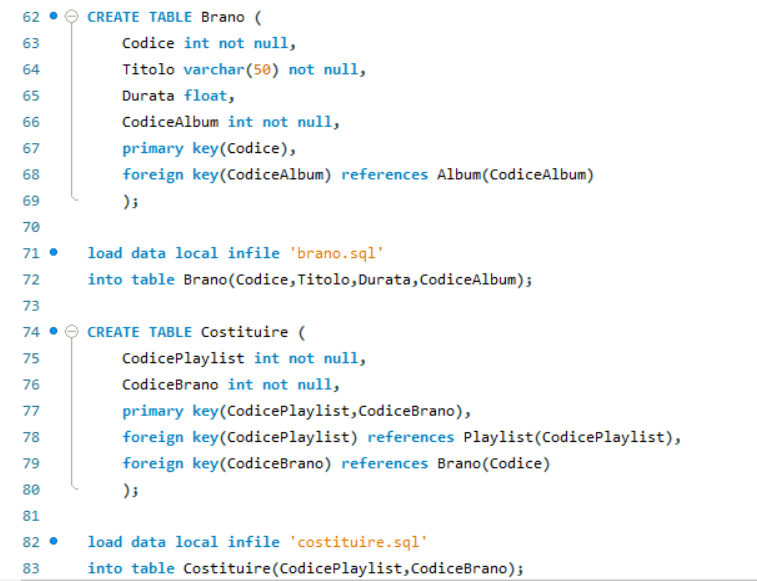 62 CREATE TABLE Brano (
63 Codice int not null,
64 Titolo varchar(50) not null,
65 Durata float,
66 CodiceAlbum int not null,
67 primary key(Codice),
68 foreign key(CodiceAlbum) references Album(CodiceAlbum)
69 );
70
71 load data local infile 'brano.sql'
72 into table Brano(Codice,Titolo,Durata,CodiceAlbum);
73
74 CREATE TABLE Costituire (
75 CodicePlaylist int not null,
76 CodiceBrano int not null,
77 primary key(CodicePlaylist,CodiceBrano),
78 foreign key(CodicePlaylist) references Playlist(CodicePlaylist),
79 foreign key(CodiceBrano) references Brano(Codice)
80 );
81
82 load data local infile 'costituire.sql'
83 into table Costituire(CodicePlaylist,CodiceBrano);